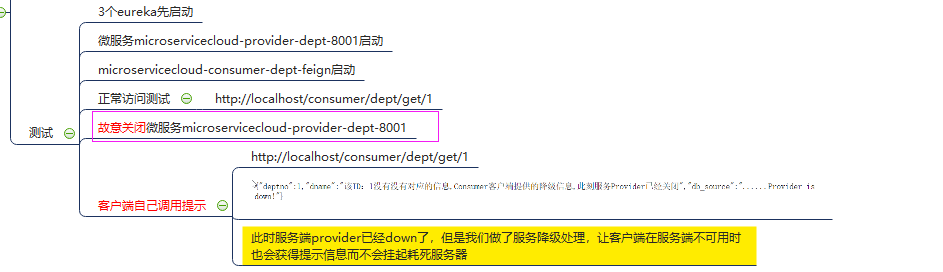 3个eureka先启动
微服务microservicecloud-provider-dept-8001启动
microservicecloud-consumer-dept-feign启动
正常访问测试 http://localhost/consumer/dept/get/1
测试
故意关闭微服务microservicecloud-provider-dept-8001
http://localhost/consumer/dept/get/1
{"deptno":1,"dname":"该ID：1没有没有对应的信息,Consumer客户端提供的降级信息,此刻服务Provider已经关闭","db_source":"......Provider is
down!"}
客户端自己调用提示
此时服务端provider已经down了，但是我们做了服务降级处理，让客户端在服务端不可用时
也会获得提示信息而不会挂起耗死服务器